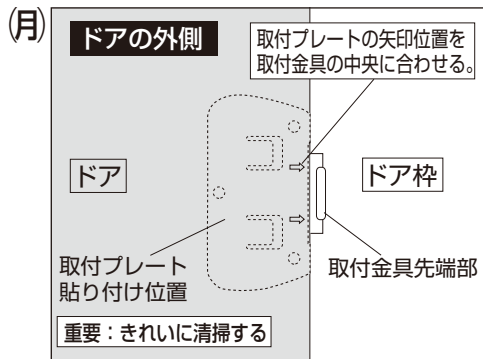 (月)
ドアの外側
取付プレートの矢印位置を
取付金具の中央に合わせる。
ドア
ドア枠
取付プレート
貼り付け位置
取付金具先端部
重要：きれいに清掃する